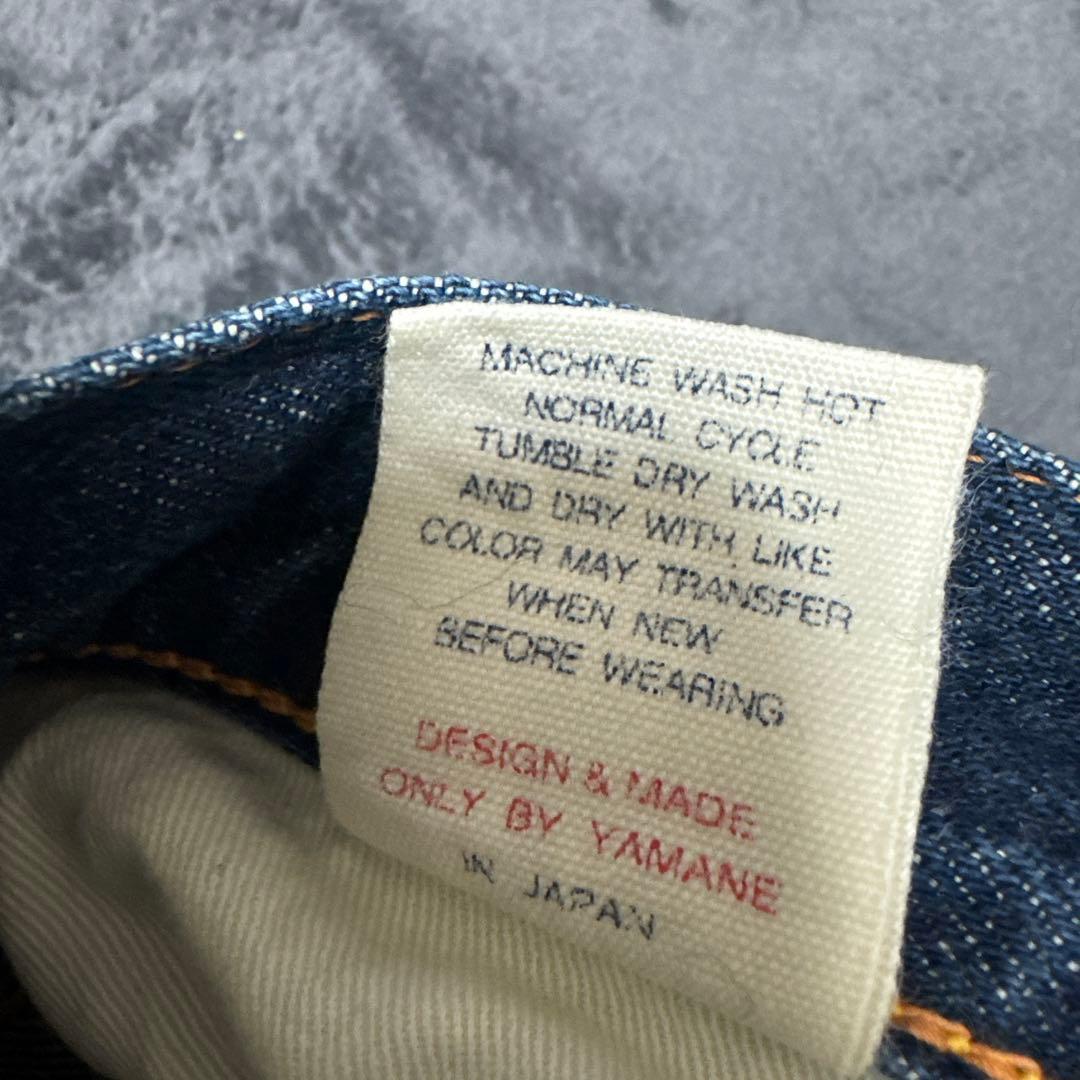 MACHINE WASH HOT
NORMAL CYCLE
TUMBLE DRY WASH
AND DRY WITH LIKE
COLOR MAY TRANSFER
WHEN NEW
BEFORE WEARING
DESIGN & MADE
ONLY BY YAMANE
IN JAPAN